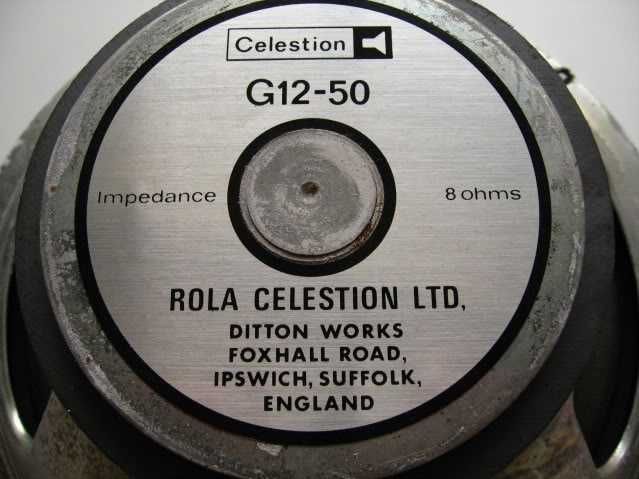 Celestion
G12-50
Impedance 8 ohms
ROLA CELESTION LTD,
DITTON WORKS
FOXHALL ROAD,
IPSWICH, SUFFOLK,
ENGLAND